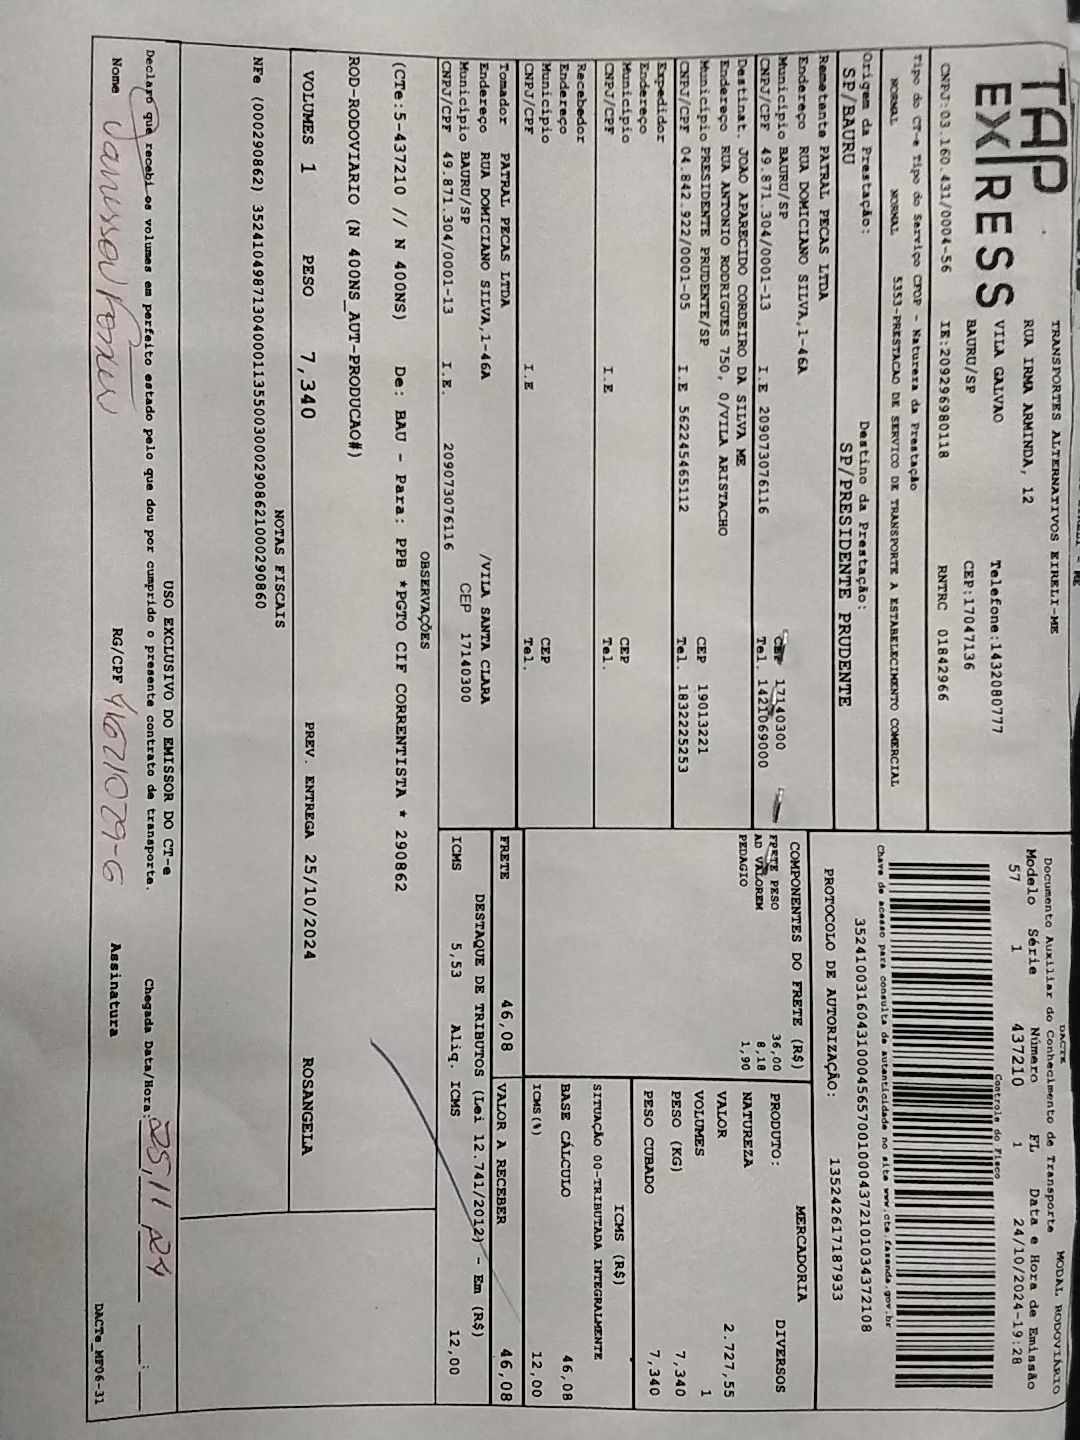 TAP
EXPRESS
TRANSPORTES ALTERNATIVOS EIRELI-ME
RUA IRMA ARMINDA, 12
VILA GALVAO Telefone:1432080777
BAURU/SP CEP:17047136
CNPJ:03.160.431/0004-56 IE:209296980118 RNTRC 01842966
DACTE MODAL RODOVIÁRIO
Documento Auxiliar do Conhecimento de Transporte
Modelo Série Número FL Data e Hora de Emissão
57 1 437210 1 24/10/2024-19:28
Controle do Fisco
Chave de acesso para consulta de autenticidade no site www.cte.fazenda.gov.br
35241003160431000456570010004372101034372108
PROTOCOLO DE AUTORIZAÇÃO: 135242617187933
Tipo do CT-e Tipo do Serviço CFOP - Natureza da Prestação
NORMAL NORMAL 5353-PRESTACAO DE SERVICO DE TRANSPORTE A ESTABELECIMENTO COMERCIAL
Origem da Prestação: Destino da Prestação:
SP/BAURU SP/PRESIDENTE PRUDENTE
Remetente PATRAL PECAS LTDA
Endereço RUA DOMICIANO SILVA,1-46A
Município BAURU/SP CEP 17140300
CNPJ/CPF 49.871.304/0001-13 I.E 209073076116 Tel. 1421069000
Destinat. JOAO APARECIDO CORDEIRO DA SILVA ME
Endereço RUA ANTONIO RODRIGUES 750, 0/VILA ARISTACHO
Município PRESIDENTE PRUDENTE/SP CEP 19013221
CNPJ/CPF 04.842.922/0001-05 I.E 562245465112 Tel. 1832225253
Expedidor
Endereço
Município CEP
CNPJ/CPF I.E Tel.
Recebedor
Endereço
Município CEP
CNPJ/CPF I.E Tel.
Tomador PATRAL PECAS LTDA
Endereço RUA DOMICIANO SILVA,1-46A /VILA SANTA CLARA
Município BAURU/SP CEP 17140300
CNPJ/CPF 49.871.304/0001-13 I.E. 209073076116
COMPONENTES DO FRETE (R$)
FRETE PESO 36,00
AD VALOREM 8,18
PEDAGIO 1,90
MERCADORIA
PRODUTO: DIVERSOS
NATUREZA
VALOR 2.727,55
VOLUMES 1
PESO (KG) 7,340
PESO CUBADO 7,340
ICMS (R$)
SITUAÇÃO 00-TRIBUTADA INTEGRALMENTE
BASE CÁLCULO 46,08
ICMS(%) 12,00
FRETE 46,08 VALOR A RECEBER 46,08
DESTAQUE DE TRIBUTOS (Lei 12.741/2012) - Em (R$)
ICMS 5,53 Aliq. ICMS 12,00
OBSERVAÇÕES
(CTe:5-437210 // N 400NS) De: BAU - Para: PPB *PGTO CIF CORRENTISTA * 290862
ROD-RODOVIARIO (N 400NS_AUT-PRODUCAO#)
VOLUMES 1 PESO 7,340 PREV. ENTREGA 25/10/2024 ROSANGELA
NOTAS FISCAIS
NFe (000290862) 35241049871304000113550030002908621000290860
USO EXCLUSIVO DO EMISSOR DO CT-e
Declaro que recebi os volumes em perfeito estado pelo que dou por cumprido o presente contrato de transporte. Chegada Data/Hora: 25/11/24 :
Nome RG/CPF 41621029-6 Assinatura
DACTe_MF06-31